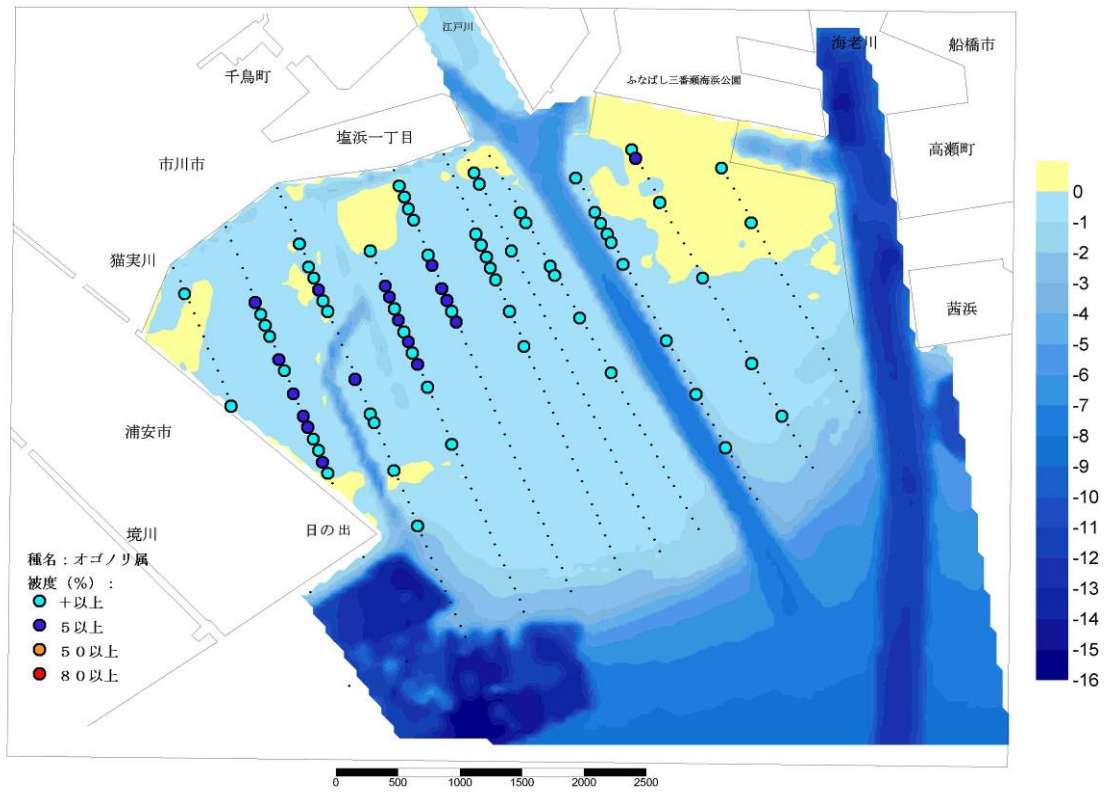 江戸川
海老川
船橋市
千鳥町
ふなばし三番瀬海浜公園
塩浜一丁目
高瀬町
市川市
猫実川
茜浜
浦安市
境川
日の出
種名：オゴノリ属
被度（％）：
＋以上
５以上
５０以上
８０以上
0
-1
-2
-3
-4
-5
-6
-7
-8
-9
-10
-11
-12
-13
-14
-15
-16
0 500 1000 1500 2000 2500